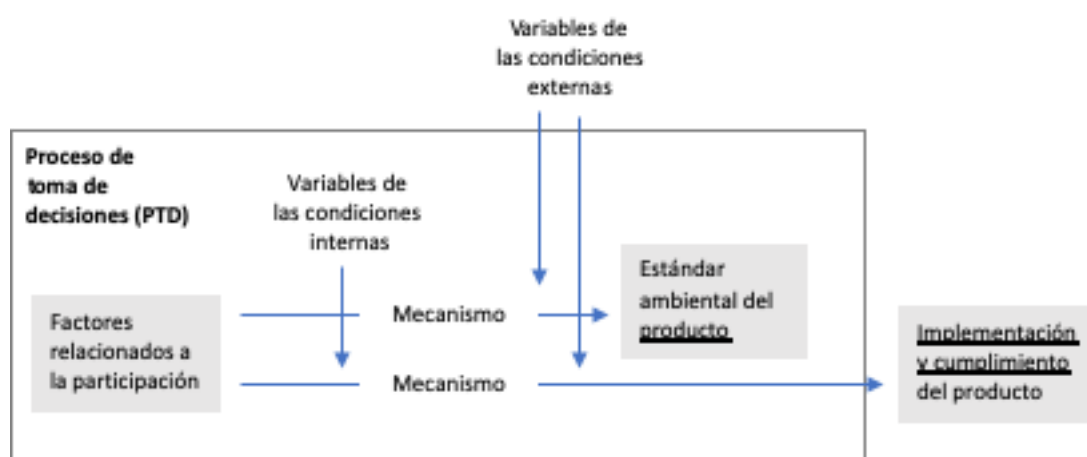 Variables de
las condiciones
externas
Proceso de
toma de
decisiones (PTD)
Variables de
las condiciones
internas
Factores
relacionados a
la participación
Mecanismo
Mecanismo
Estándar
ambiental del
producto
Implementación
y cumplimiento
del producto